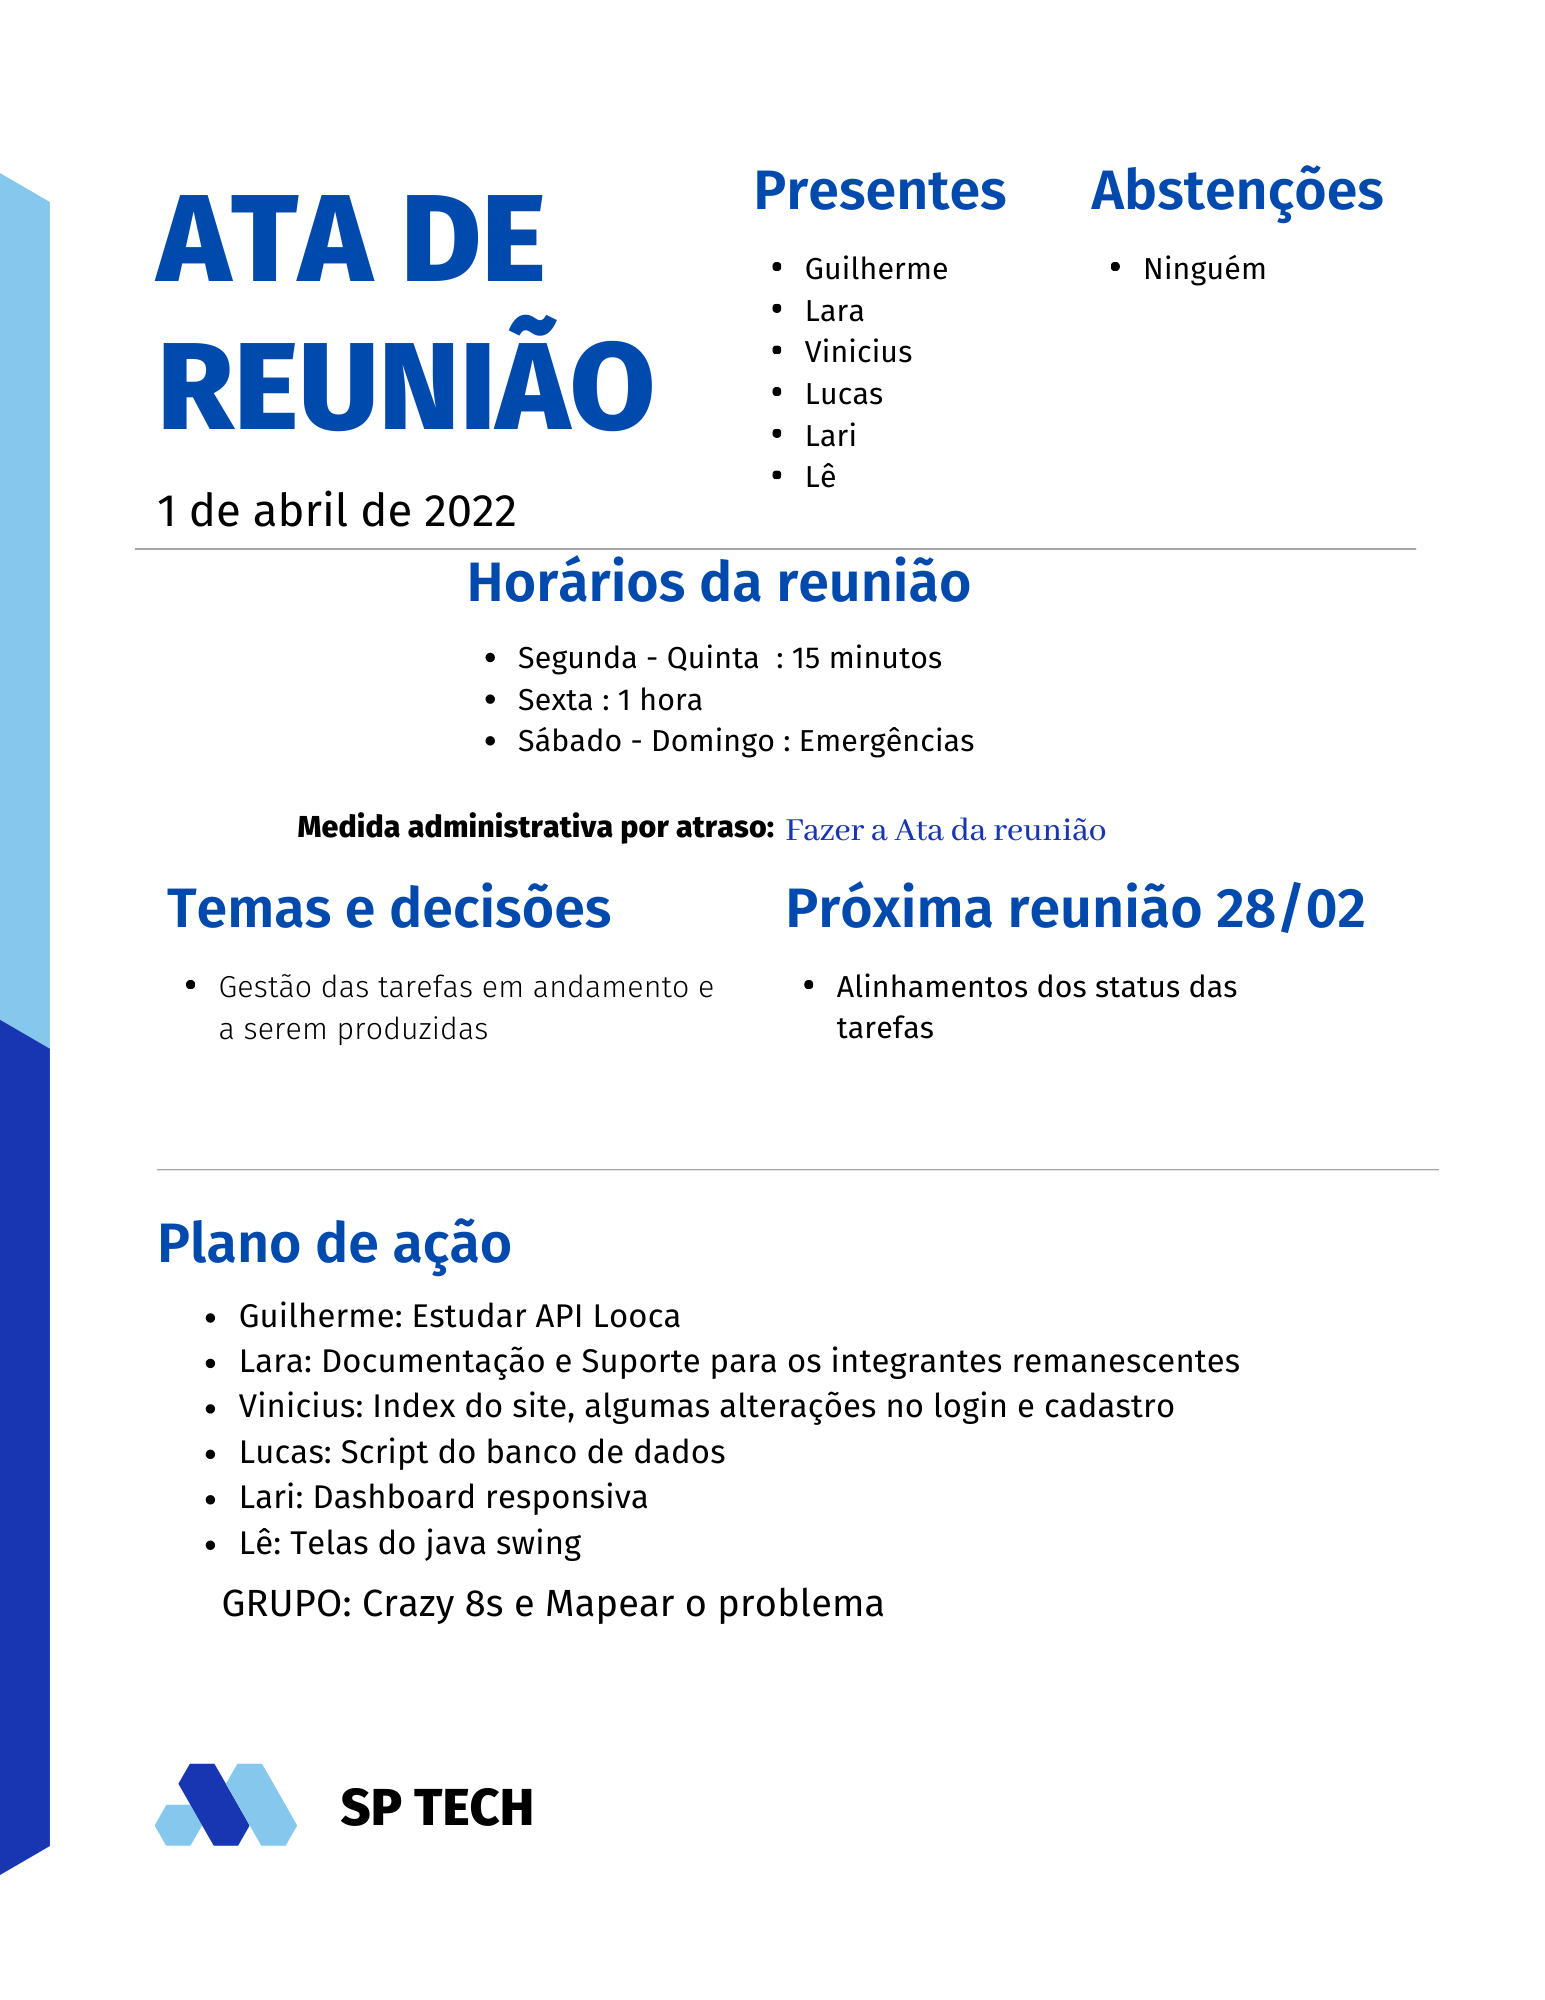 ATA DE
REUNIÃO
1 de abril de 2022
Presentes
• Guilherme
• Lara
• Vinicius
• Lucas
• Lari
• Lê
Abstenções
• Ninguém
Horários da reunião
• Segunda - Quinta  : 15 minutos
• Sexta : 1 hora
• Sábado - Domingo : Emergências
Medida administrativa por atraso: Fazer a Ata da reunião
Temas e decisões
• Gestão das tarefas em andamento e
a serem produzidas
Próxima reunião 28/02
• Alinhamentos dos status das
tarefas
Plano de ação
• Guilherme: Estudar API Looca
• Lara: Documentação e Suporte para os integrantes remanescentes
• Vinicius: Index do site, algumas alterações no login e cadastro
• Lucas: Script do banco de dados
• Lari: Dashboard responsiva
• Lê: Telas do java swing
GRUPO: Crazy 8s e Mapear o problema
SP TECH